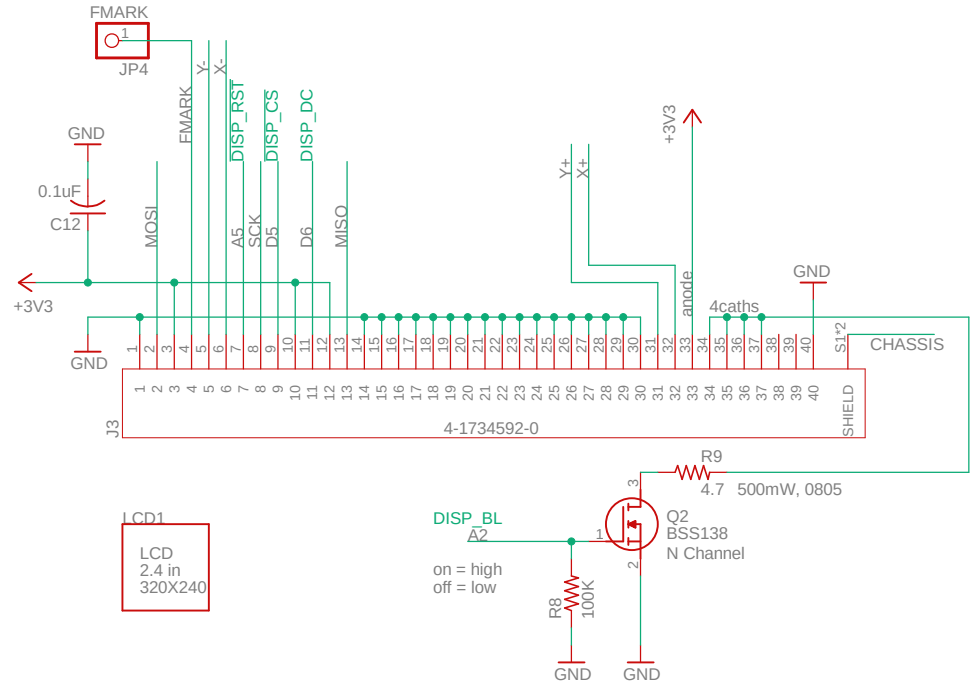 FMARK
1
JP4
Y-
X-
FMARK
DISP_RST
DISP_CS
DISP_DC
+3V3
GND
0.1uF
C12
MOSI
A5
SCK
D5
D6
MISO
Y+
X+
+3V3
anode
4caths
GND
GND
S1*2
CHASSIS
1 2 3 4 5 6 7 8 9 10 11 12 13 14 15 16 17 18 19 20 21 22 23 24 25 26 27 28 29 30 31 32 33 34 35 36 37 38 39 40
1 2 3 4 5 6 7 8 9 10 11 12 13 14 15 16 17 18 19 20 21 22 23 24 25 26 27 28 29 30 31 32 33 34 35 36 37 38 39 40
SHIELD
J3
4-1734592-0
R9
4.7 500mW, 0805
3
DISP_BL
A2
1
Q2
BSS138
N Channel
2
on = high
off = low
R8
100K
GND
GND
LCD1
LCD
2.4 in
320X240